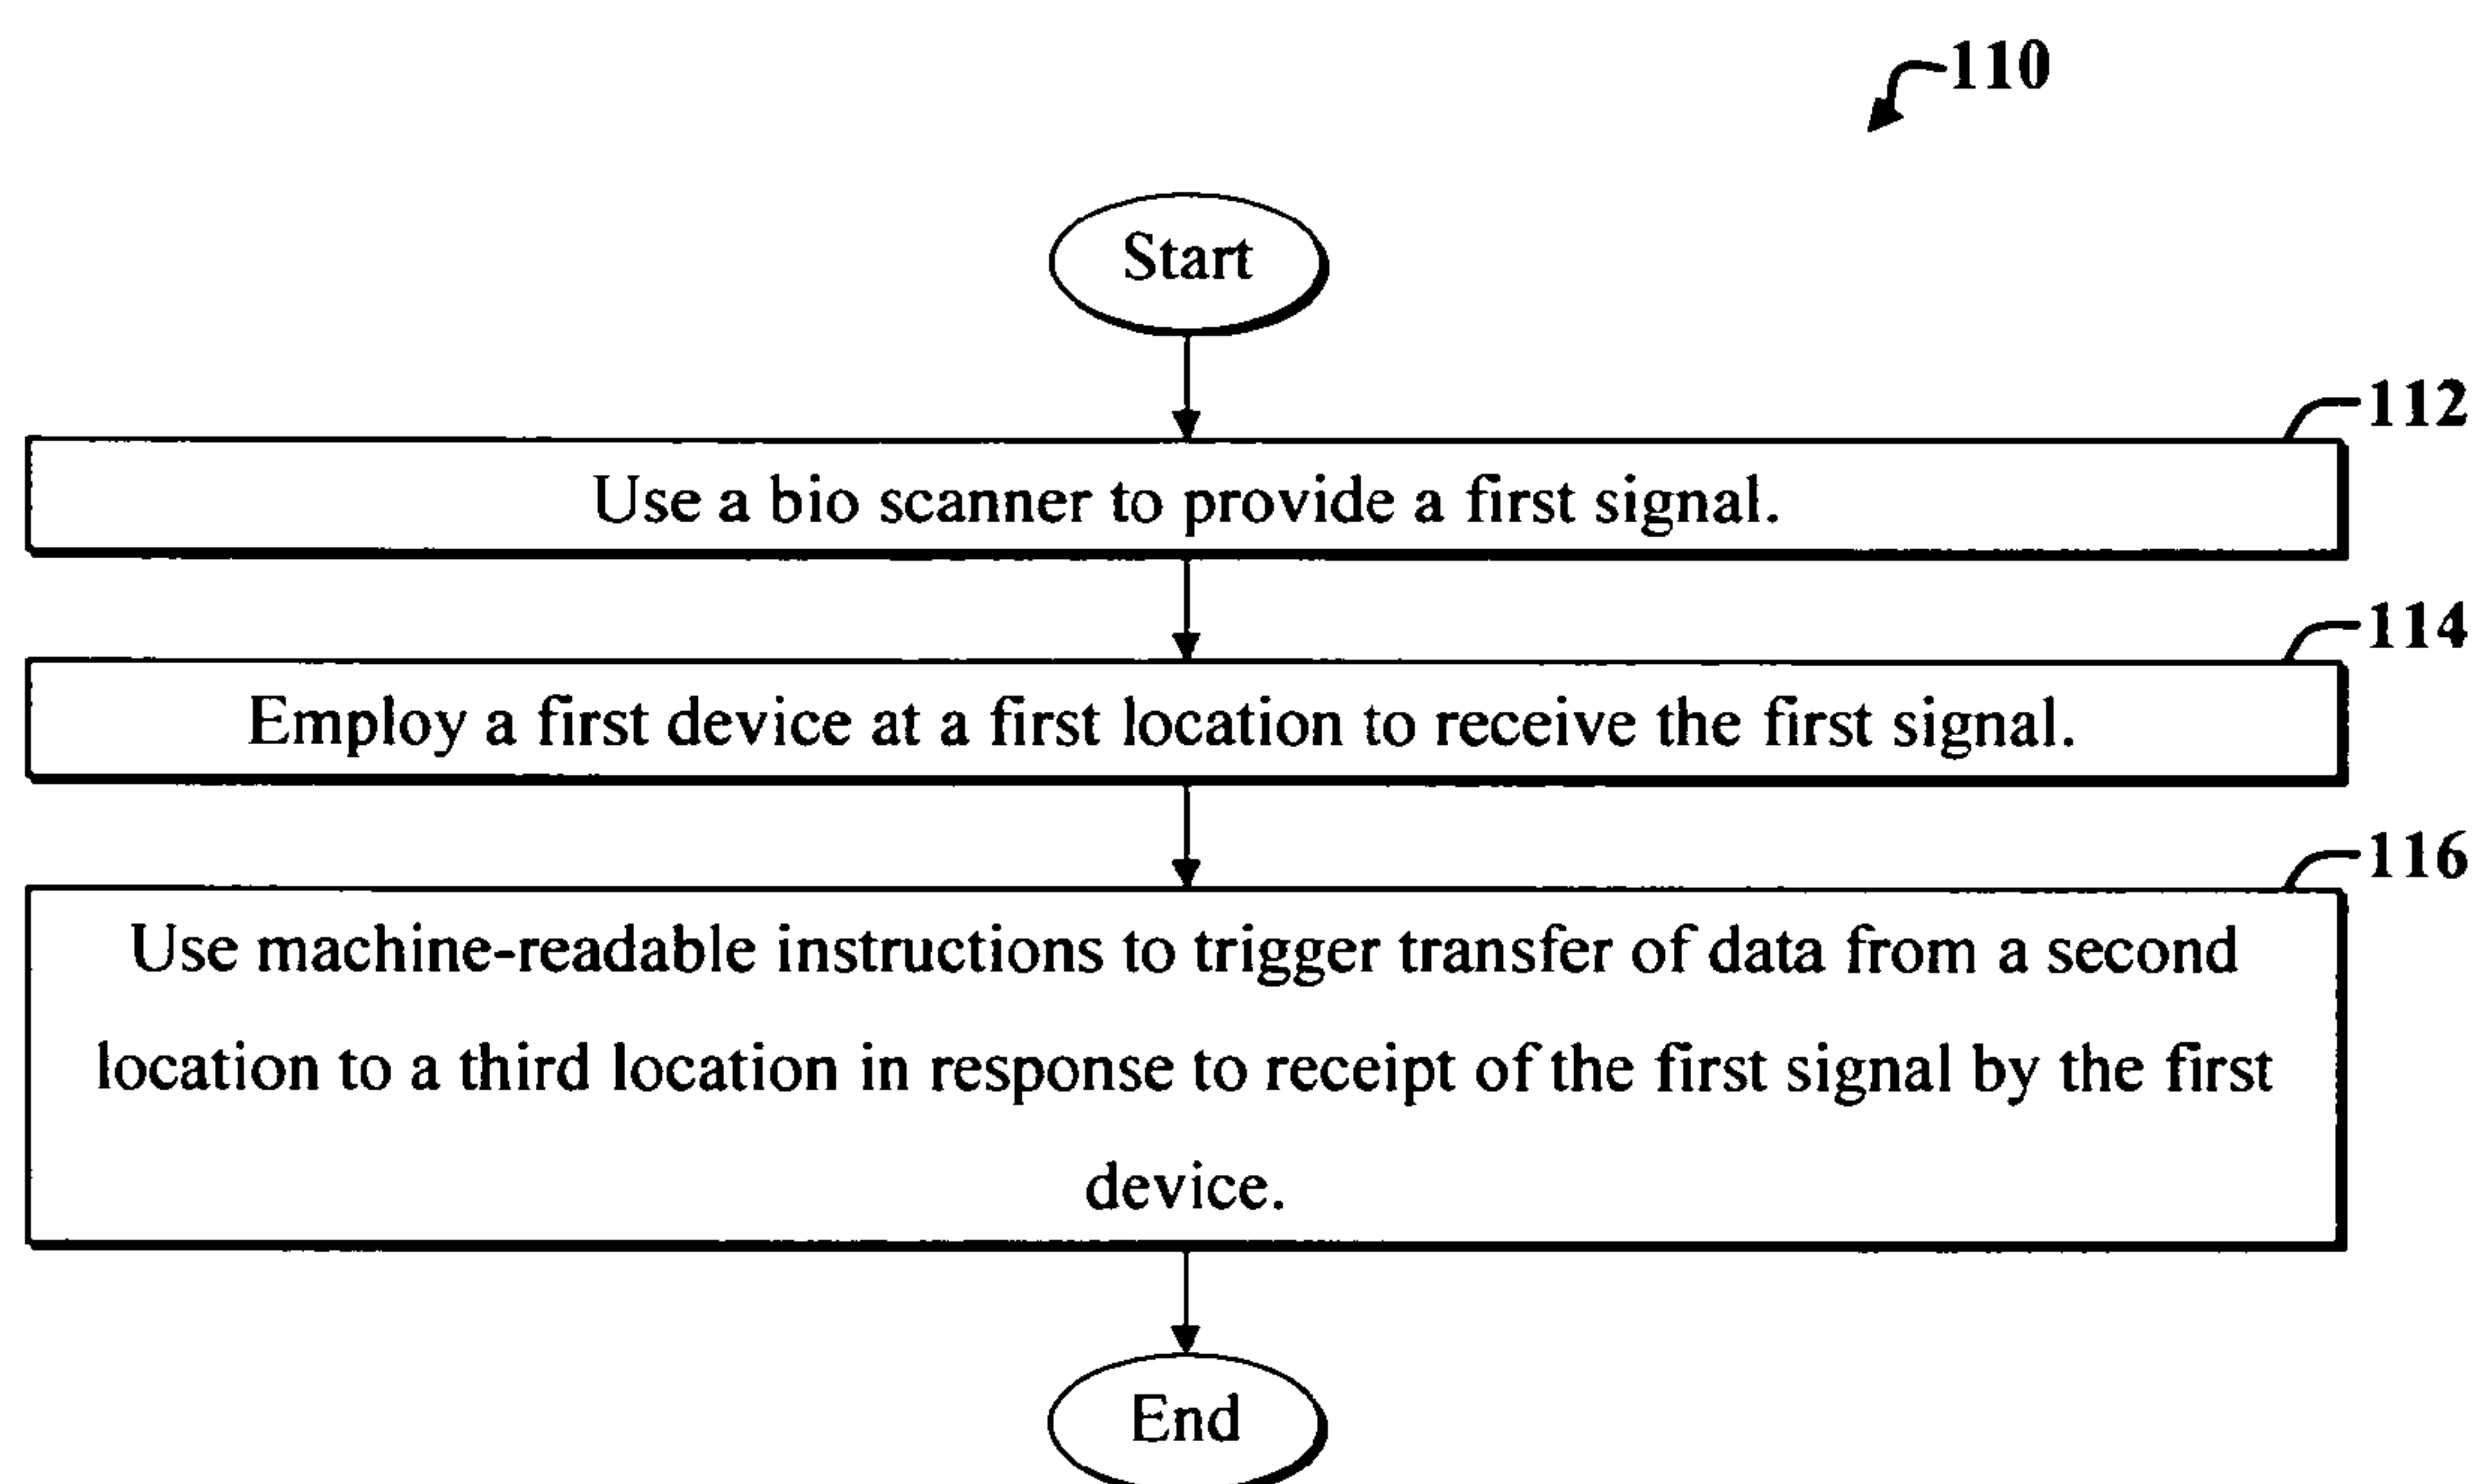 110
Start
112
Use a bio scanner to provide a first signal.
114
Employ a first device at a first location to receive the first signal.
116
Use machine-readable instructions to trigger transfer of data from a second
location to a third location in response to receipt of the first signal by the first
device.
End